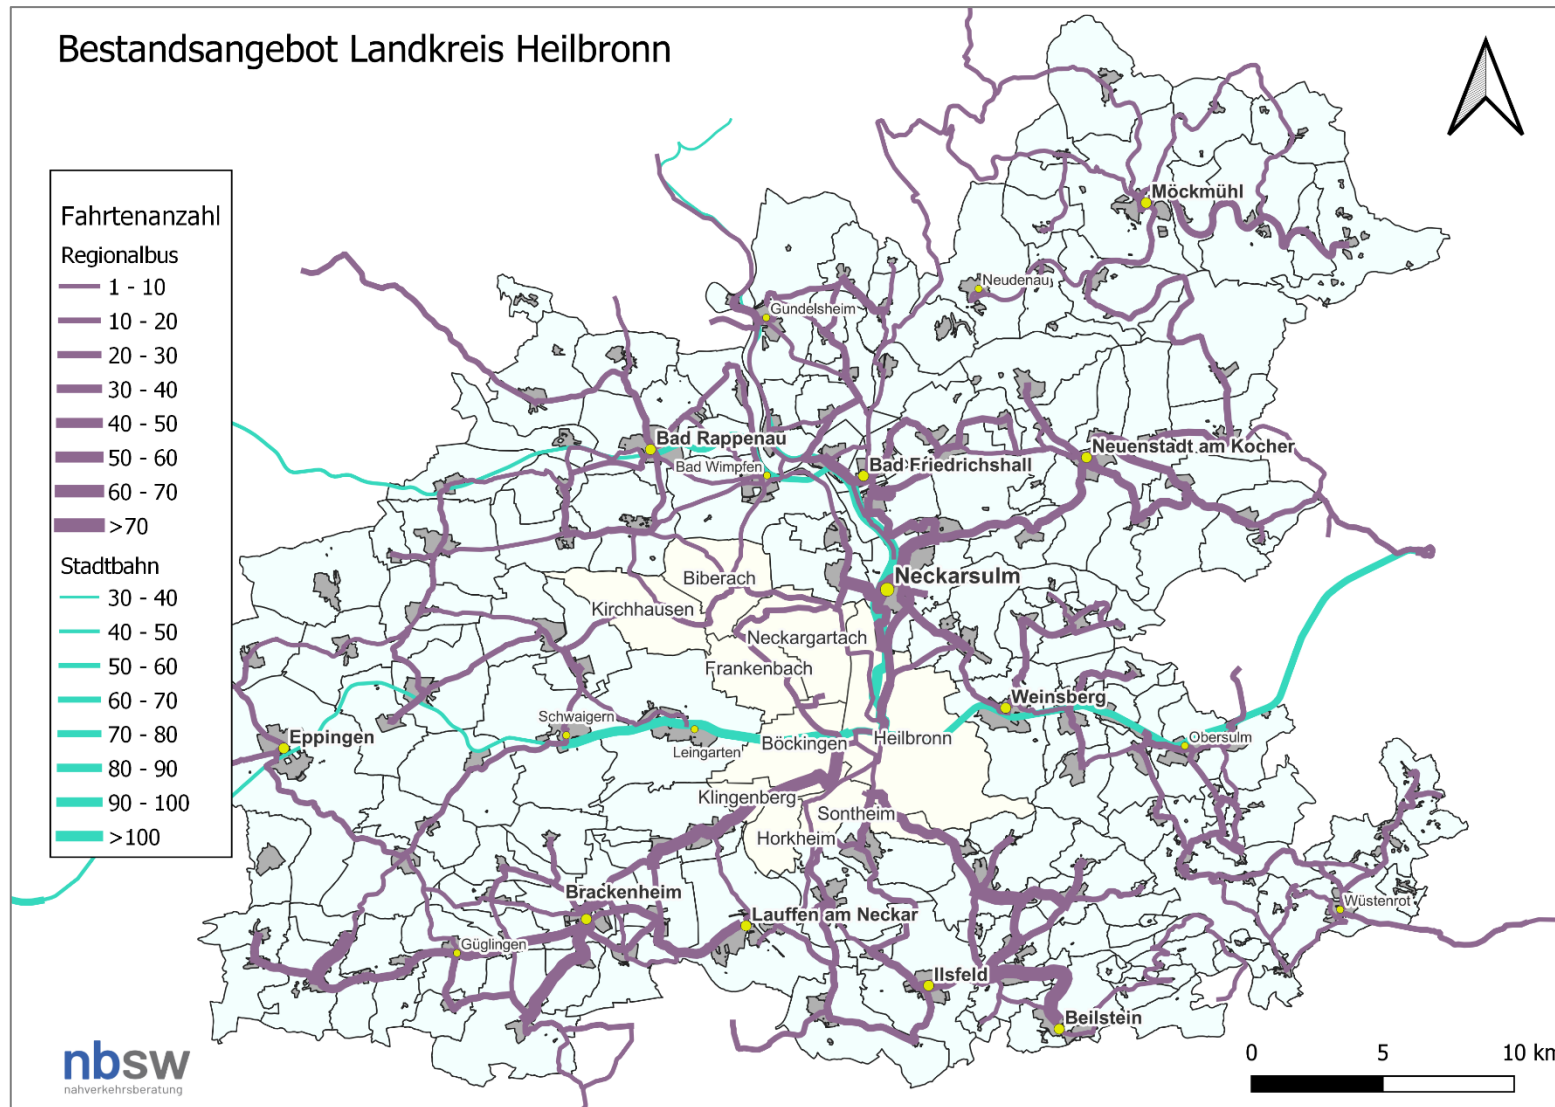 Bestandsangebot Landkreis Heilbronn
Fahrtenanzahl
Regionalbus
1 - 10
10 - 20
20 - 30
30 - 40
40 - 50
50 - 60
60 - 70
>70
Stadtbahn
30 - 40
40 - 50
50 - 60
60 - 70
70 - 80
80 - 90
90 - 100
>100
Möckmühl
Neudenau
Gundelsheim
Bad Rappenau
Neuenstadt am Kocher
Bad Wimpfen
Bad Friedrichshall
Neckarsulm
Biberach
Kirchhausen
Neckargartach
Frankenbach
Weinsberg
Schwaigern
Eppingen
Leingarten
Böckingen
Heilbronn
Obersulm
Klingenberg
Sontheim
Horkheim
Brackenheim
Lauffen am Neckar
Wüstenrot
Güglingen
Ilsfeld
Beilstein
nbsw
nahverkehrsberatung
0 5 10 km